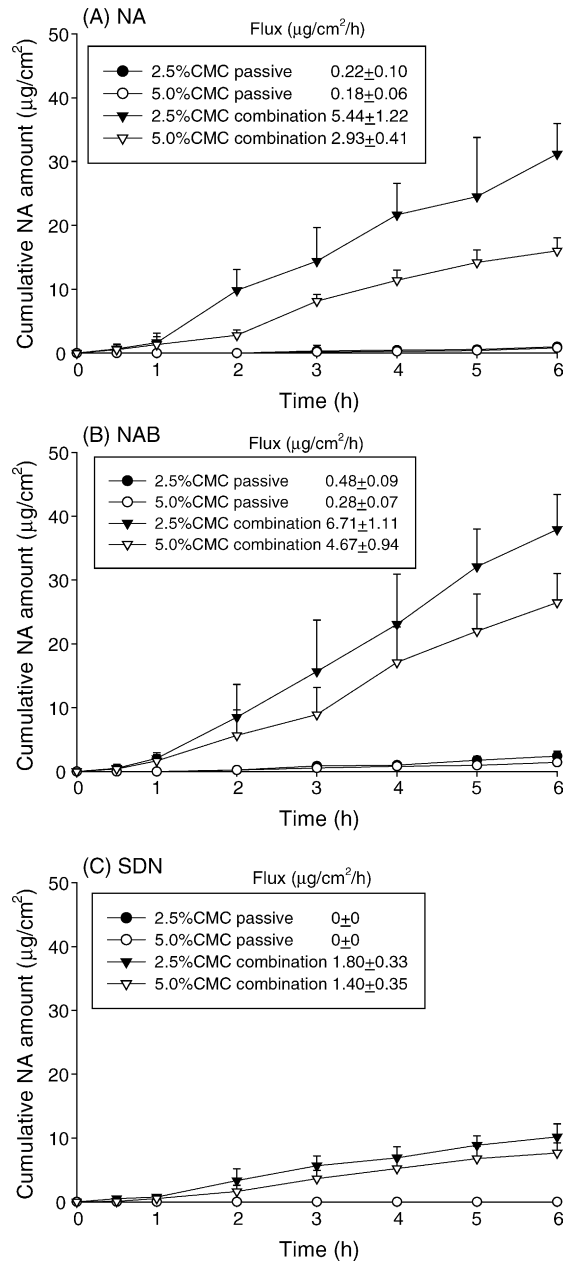 (A) NA
Flux (μg/cm²/h)
2.5%CMC passive 0.22±0.10
5.0%CMC passive 0.18±0.06
2.5%CMC combination 5.44±1.22
5.0%CMC combination 2.93±0.41
Cumulative NA amount (μg/cm²)
50
40
30
20
10
0
0 1 2 3 4 5 6
Time (h)
(B) NAB
Flux (μg/cm²/h)
2.5%CMC passive 0.48±0.09
5.0%CMC passive 0.28±0.07
2.5%CMC combination 6.71±1.11
5.0%CMC combination 4.67±0.94
Cumulative NA amount (μg/cm²)
50
40
30
20
10
0
0 1 2 3 4 5 6
Time (h)
(C) SDN
Flux (μg/cm²/h)
2.5%CMC passive 0±0
5.0%CMC passive 0±0
2.5%CMC combination 1.80±0.33
5.0%CMC combination 1.40±0.35
Cumulative NA amount (μg/cm²)
50
40
30
20
10
0
0 1 2 3 4 5 6
Time (h)